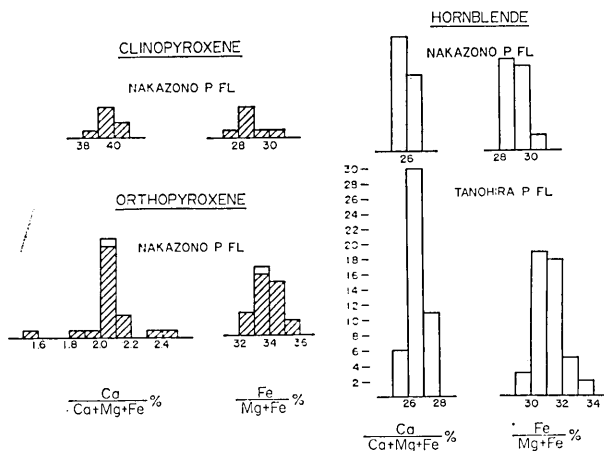 CLINOPYROXENE
NAKAZONO P FL
38 40
28 30
ORTHOPYROXENE
NAKAZONO P FL
1.6 1.8 2.0 2.2 2.4
32 34 36
Ca
Ca+Mg+Fe %
Fe
Mg+Fe %
HORNBLENDE
NAKAZONO P FL
26
28 30
TANOHIRA P FL
30
28
26
24
22
20
18
16
14
12
10
8
6
4
2
26 28
30 32 34
Ca
Ca+Mg+Fe %
Fe
Mg+Fe %